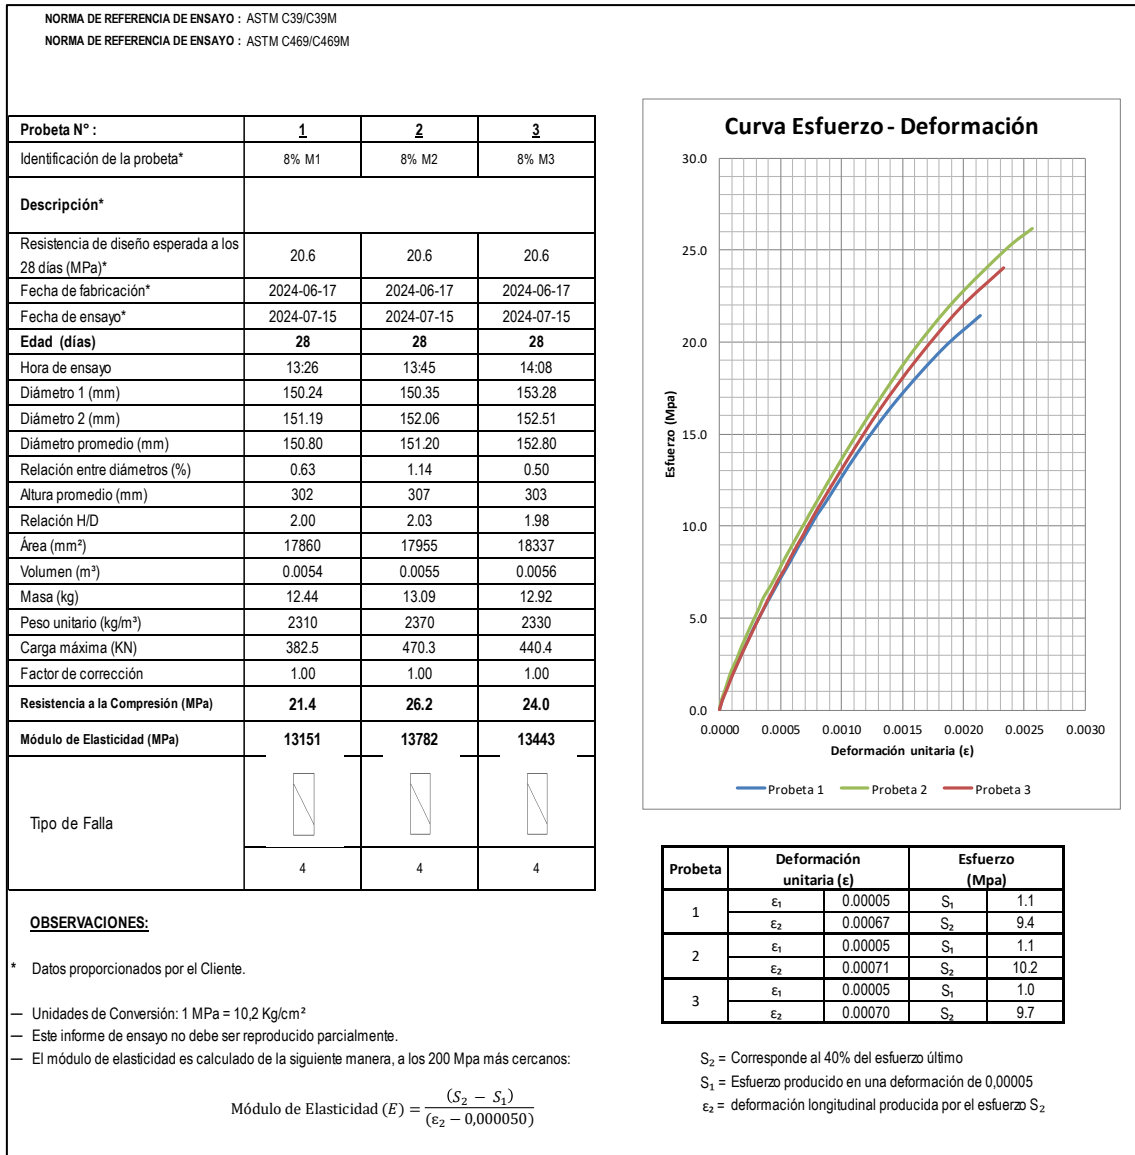 NORMA DE REFERENCIA DE ENSAYO : ASTM C39/C39M
NORMA DE REFERENCIA DE ENSAYO : ASTM C469/C469M
Probeta N° : 1 2 3
Identificación de la probeta* 8% M1 8% M2 8% M3
Descripción*
Resistencia de diseño esperada a los
28 días (MPa)* 20.6 20.6 20.6
Fecha de fabricación* 2024-06-17 2024-06-17 2024-06-17
Fecha de ensayo* 2024-07-15 2024-07-15 2024-07-15
Edad (días) 28 28 28
Hora de ensayo 13:26 13:45 14:08
Diámetro 1 (mm) 150.24 150.35 153.28
Diámetro 2 (mm) 151.19 152.06 152.51
Diámetro promedio (mm) 150.80 151.20 152.80
Relación entre diámetros (%) 0.63 1.14 0.50
Altura promedio (mm) 302 307 303
Relación H/D 2.00 2.03 1.98
Área (mm²) 17860 17955 18337
Volumen (m³) 0.0054 0.0055 0.0056
Masa (kg) 12.44 13.09 12.92
Peso unitario (kg/m³) 2310 2370 2330
Carga máxima (KN) 382.5 470.3 440.4
Factor de corrección 1.00 1.00 1.00
Resistencia a la Compresión (MPa) 21.4 26.2 24.0
Módulo de Elasticidad (MPa) 13151 13782 13443
Tipo de Falla
4 4 4
Curva Esfuerzo - Deformación
30.0
25.0
20.0
15.0
10.0
5.0
0.0
Esfuerzo (Mpa)
0.0000 0.0005 0.0010 0.0015 0.0020 0.0025 0.0030
Deformación unitaria (ε)
Probeta 1 Probeta 2 Probeta 3
Probeta Deformación unitaria (ε) Esfuerzo (Mpa)
1 ε₁ 0.00005 S₁ 1.1
ε₂ 0.00067 S₂ 9.4
2 ε₁ 0.00005 S₁ 1.1
ε₂ 0.00071 S₂ 10.2
3 ε₁ 0.00005 S₁ 1.0
ε₂ 0.00070 S₂ 9.7
S₂ = Corresponde al 40% del esfuerzo último
S₁ = Esfuerzo producido en una deformación de 0,00005
ε₂ = deformación longitudinal producida por el esfuerzo S₂
OBSERVACIONES:
* Datos proporcionados por el Cliente.
— Unidades de Conversión: 1 MPa = 10,2 Kg/cm²
— Este informe de ensayo no debe ser reproducido parcialmente.
— El módulo de elasticidad es calculado de la siguiente manera, a los 200 Mpa más cercanos:
Módulo de Elasticidad (E) = (S₂ − S₁) / (ε₂ − 0,000050)